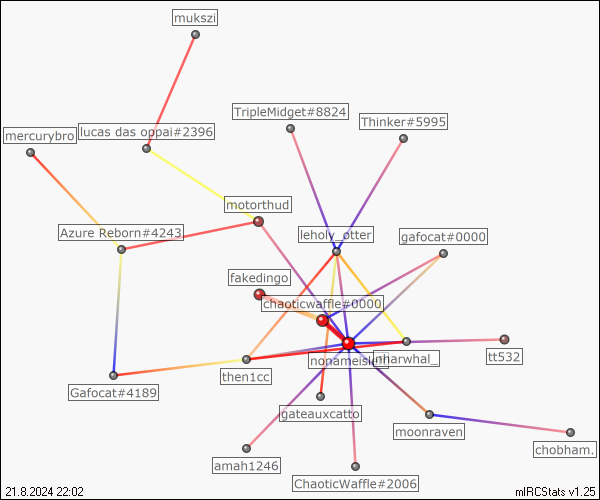 mukszi
TripleMidget#8824
Thinker#5995
mercurybro
lucas das oppai#2396
motorthud
Azure Reborn#4243
leholy_otter
gafocat#0000
fakedingo
chaoticwaffle#0000
tt532
then1cc
Gafocat#4189
gateauxcatto
moonraven
chobham.
amah1246
ChaoticWaffle#2006
21.8.2024 22:02
mIRCStats v1.25